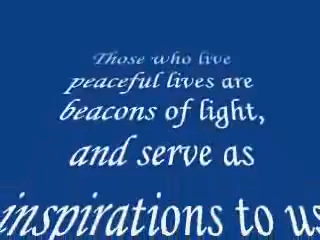 Those who live
peaceful lives are
beacons of light,
and serve as
inspirations to us